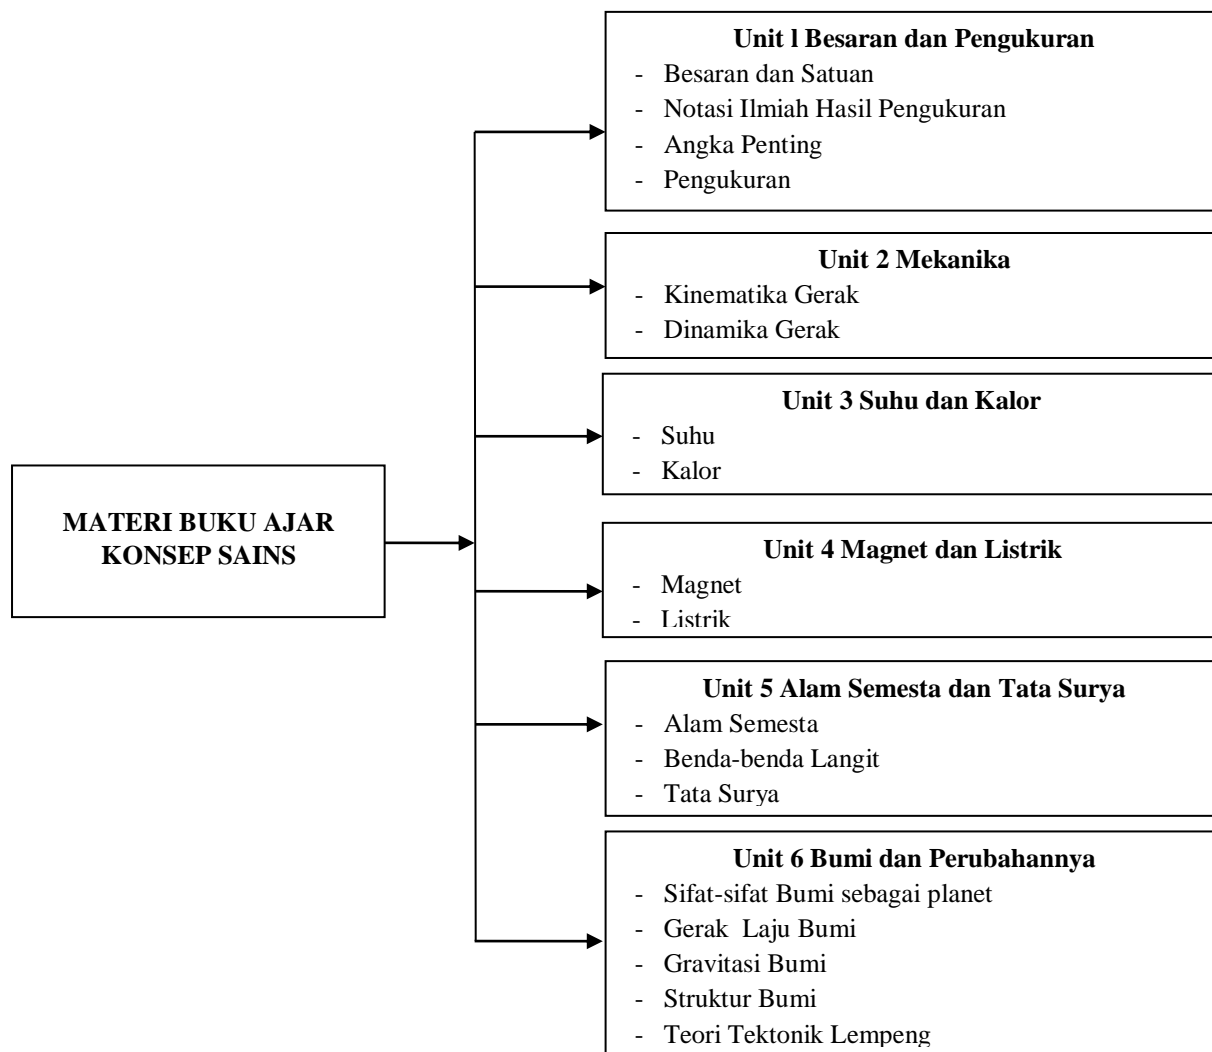 Unit l Besaran dan Pengukuran
- Besaran dan Satuan
- Notasi Ilmiah Hasil Pengukuran
- Angka Penting
- Pengukuran
Unit 2 Mekanika
- Kinematika Gerak
- Dinamika Gerak
Unit 3 Suhu dan Kalor
- Suhu
- Kalor
MATERI BUKU AJAR
KONSEP SAINS
Unit 4 Magnet dan Listrik
- Magnet
- Listrik
Unit 5 Alam Semesta dan Tata Surya
- Alam Semesta
- Benda-benda Langit
- Tata Surya
Unit 6 Bumi dan Perubahannya
- Sifat-sifat Bumi sebagai planet
- Gerak  Laju Bumi
- Gravitasi Bumi
- Struktur Bumi
- Teori Tektonik Lempeng